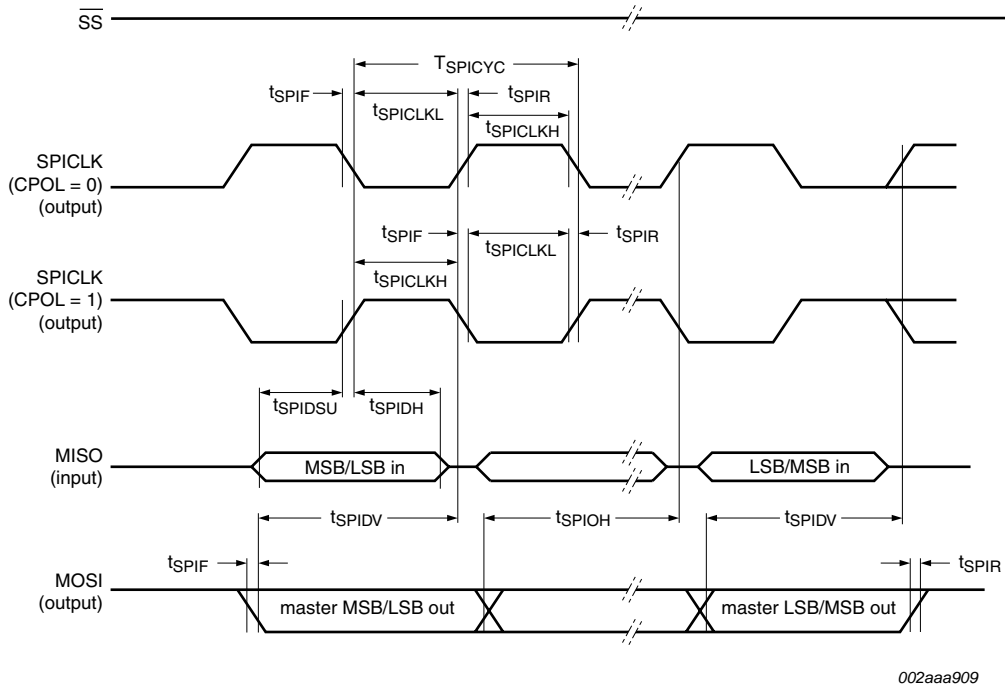 SS
TSPICYC
tSPIF
tSPICLKL
tSPIR
tSPICLKH
SPICLK
(CPOL = 0)
(output)
tSPIF
tSPICLKL
tSPIR
tSPICLKH
SPICLK
(CPOL = 1)
(output)
tSPIDSU
tSPIDH
MISO
(input)
MSB/LSB in
LSB/MSB in
tSPIDV
tSPIOH
tSPIDV
tSPIF
tSPIR
MOSI
(output)
master MSB/LSB out
master LSB/MSB out
002aaa909